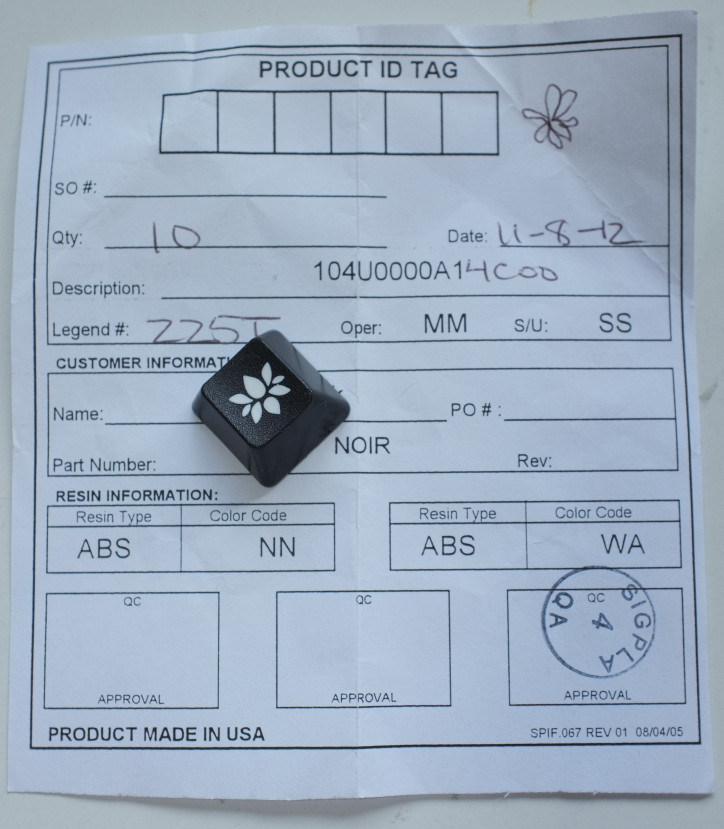 PRODUCT ID TAG
P/N:
SO #:
Qty: 10 Date: 11-8-12
Description: 104U0000A14C00
Legend #: 225T Oper: MM S/U: SS
CUSTOMER
Name: PO # :
NOIR
Part Number: Rev:
RESIN INFORMATION:
Resin Type Color Code Resin Type Color Code
ABS NN ABS WA
QC QC QC
SIGPLA 4 QA
APPROVAL APPROVAL APPROVAL
PRODUCT MADE IN USA SPIF.067 REV 01 08/04/05